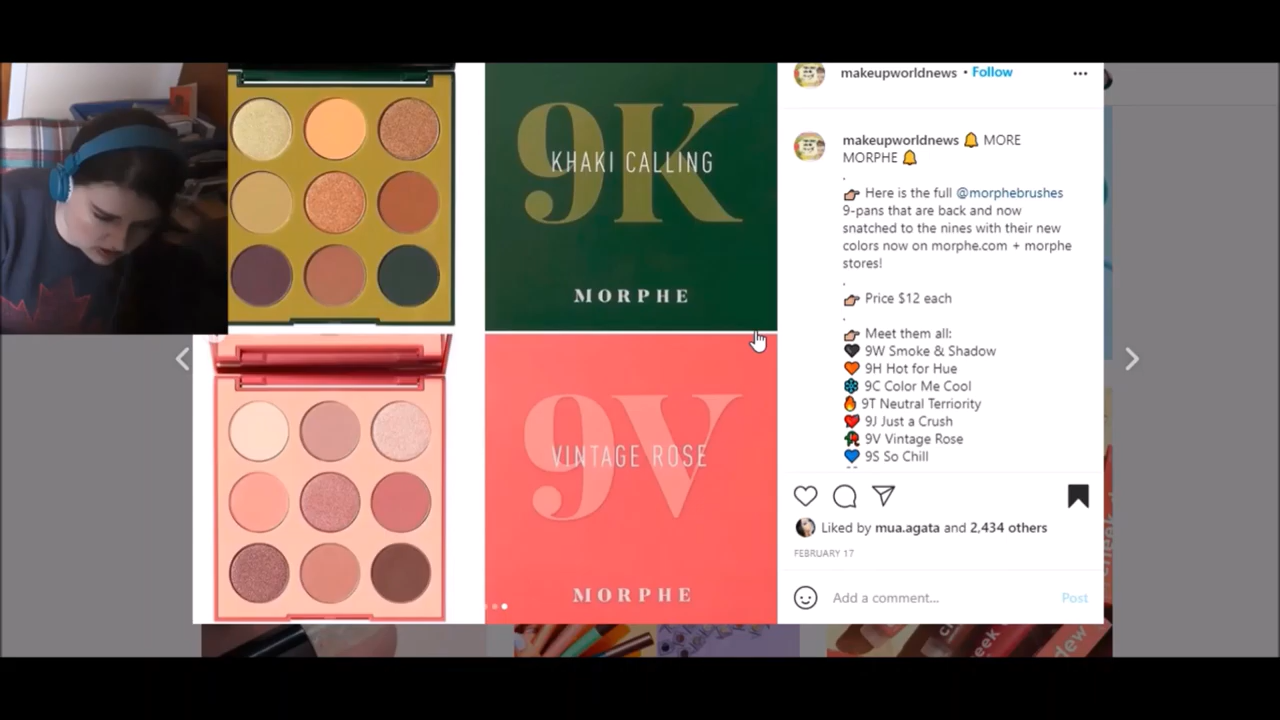 9K
KHAKI CALLING
MORPHE
9V
VINTAGE ROSE
MORPHE
makeupworldnews • Follow
makeupworldnews 🔔 MORE
MORPHE 🔔
.
👉 Here is the full @morphebrushes
9-pans that are back and now
snatched to the nines with their new
colors now on morphe.com + morphe
stores!
.
👉 Price $12 each
.
👉 Meet them all:
🖤 9W Smoke & Shadow
🧡 9H Hot for Hue
❄️ 9C Color Me Cool
🔥 9T Neutral Terriority
❤️ 9J Just a Crush
🌹 9V Vintage Rose
💙 9S So Chill
Liked by mua.agata and 2,434 others
FEBRUARY 17
Add a comment...
Post
cheek
dew